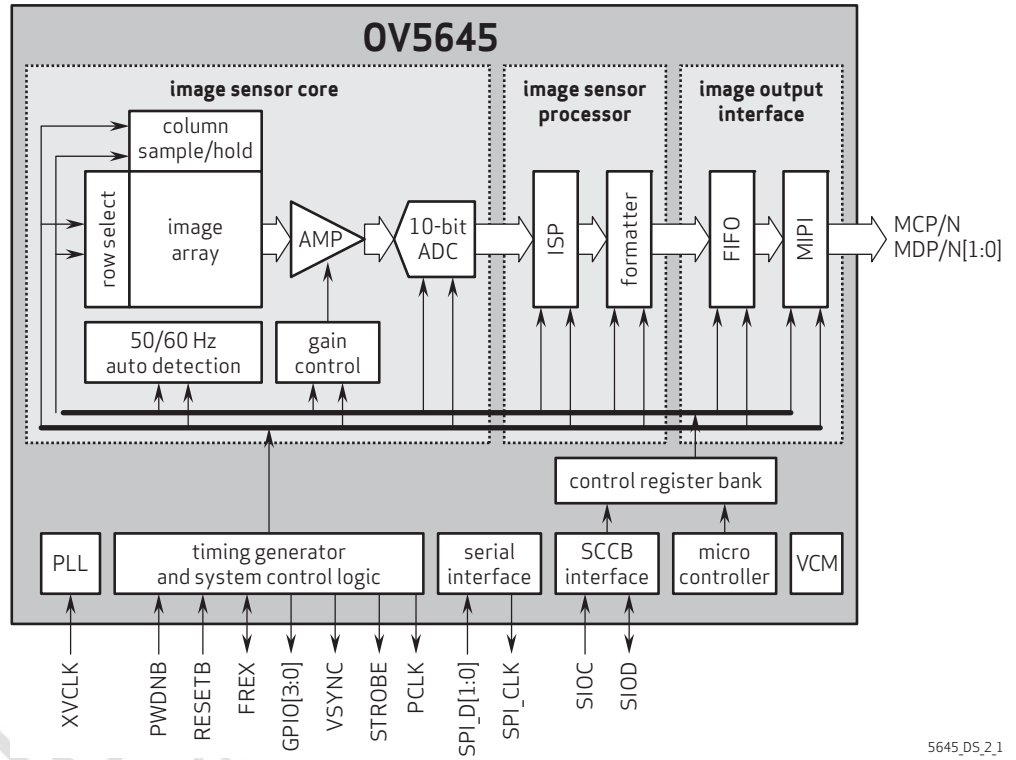 OV5645
image sensor core
image sensor
processor
image output
interface
column
sample/hold
row select
image
array
AMP
10-bit
ADC
ISP
formatter
FIFO
MIPI
MCP/N
MDP/N[1:0]
50/60 Hz
auto detection
gain
control
control register bank
PLL
timing generator
and system control logic
serial
interface
SCCB
interface
micro
controller
VCM
XVCLK
PWDNB
RESETB
FREX
GPIO[3:0]
VSYNC
STROBE
PCLK
SPI_D[1:0]
SPI_CLK
SIOC
SIOD
5645_DS_2_1